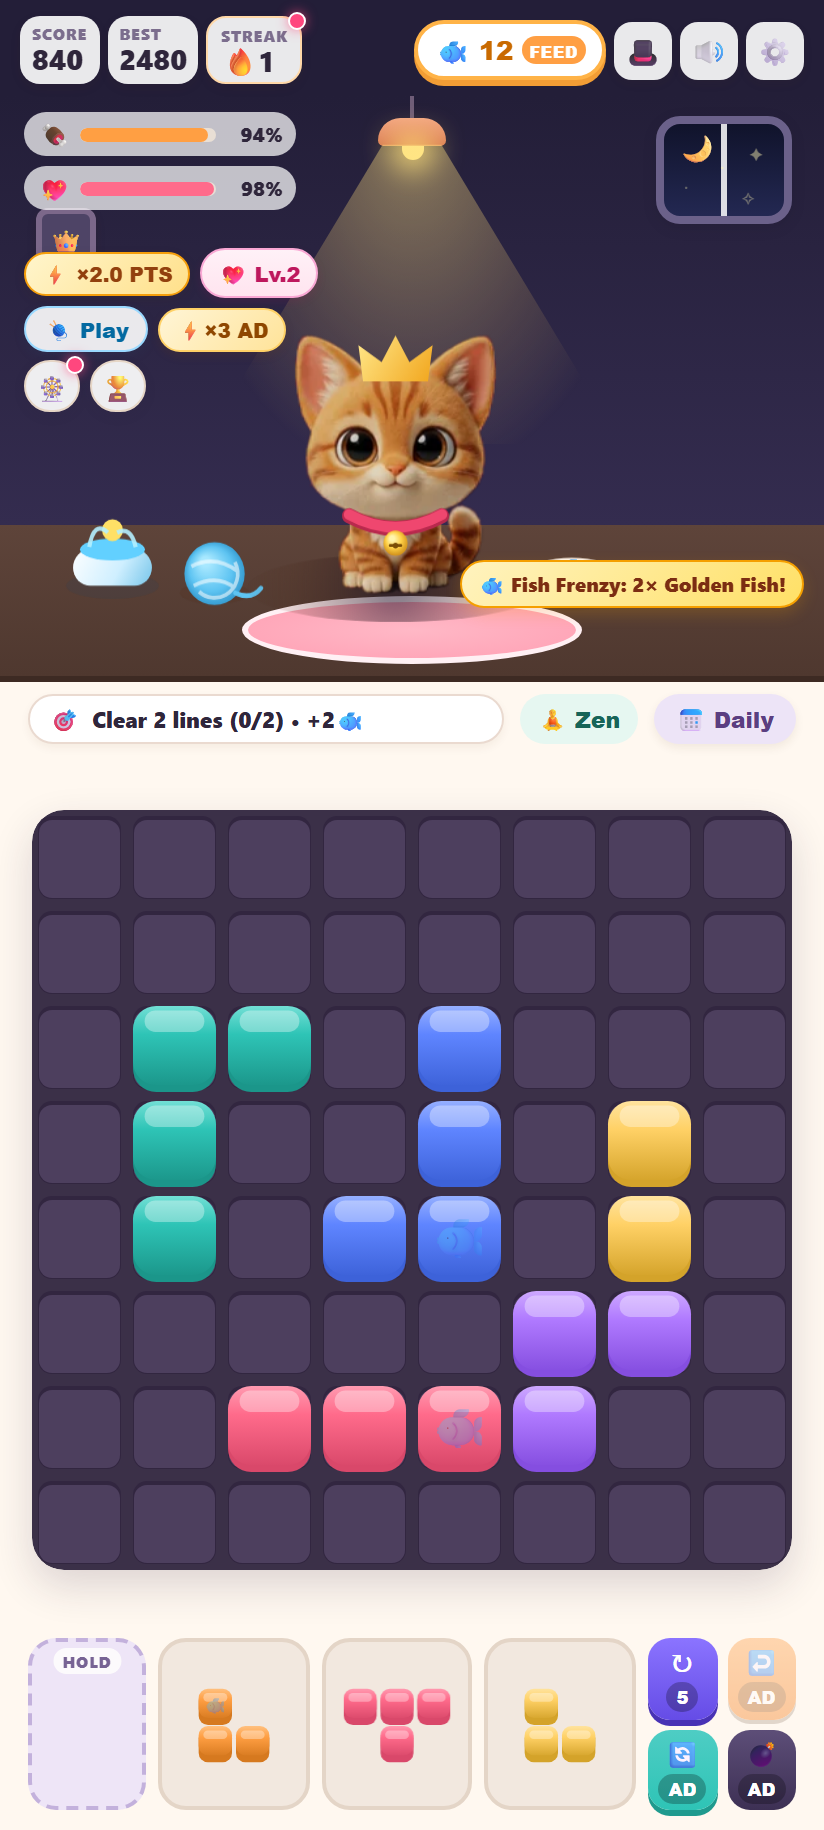 SCORE
840
BEST
2480
STREAK
1
12 FEED
94%
98%
×2.0 PTS
Lv.2
Play
×3 AD
Fish Frenzy: 2× Golden Fish!
Clear 2 lines (0/2) • +2
Zen
Daily
HOLD
5
AD
AD
AD